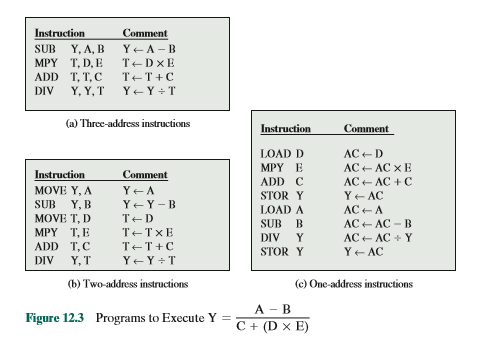 Instruction Comment
SUB Y, A, B Y ← A − B
MPY T, D, E T ← D × E
ADD T, T, C T ← T + C
DIV Y, Y, T Y ← Y ÷ T
(a) Three-address instructions
Instruction Comment
MOVE Y, A Y ← A
SUB Y, B Y ← Y − B
MOVE T, D T ← D
MPY T, E T ← T × E
ADD T, C T ← T + C
DIV Y, T Y ← Y ÷ T
(b) Two-address instructions
Instruction Comment
LOAD D AC ← D
MPY E AC ← AC × E
ADD C AC ← AC + C
STOR Y Y ← AC
LOAD A AC ← A
SUB B AC ← AC − B
DIV Y AC ← AC ÷ Y
STOR Y Y ← AC
(c) One-address instructions
Figure 12.3 Programs to Execute Y =
A − B
C + (D × E)